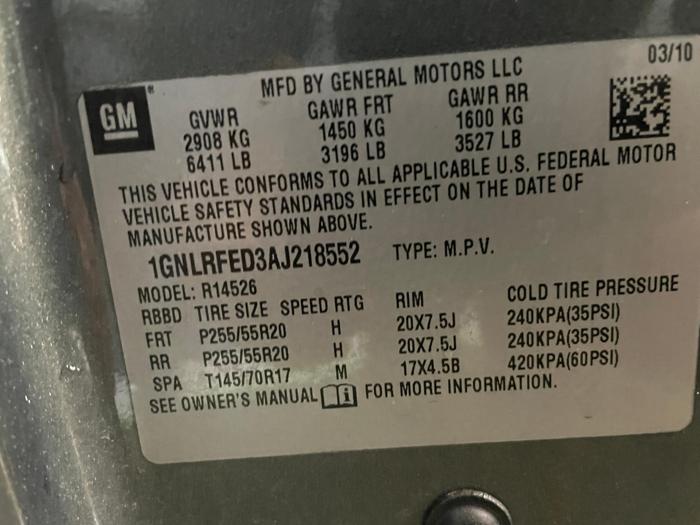 03/10
MFD BY GENERAL MOTORS LLC
GM
GVWR GAWR FRT GAWR RR
2908 KG 1450 KG 1600 KG
6411 LB 3196 LB 3527 LB
THIS VEHICLE CONFORMS TO ALL APPLICABLE U.S. FEDERAL MOTOR
VEHICLE SAFETY STANDARDS IN EFFECT ON THE DATE OF
MANUFACTURE SHOWN ABOVE.
1GNLRFED3AJ218552 TYPE: M.P.V.
MODEL: R14526
RBBD TIRE SIZE SPEED RTG RIM COLD TIRE PRESSURE
FRT P255/55R20 H 20X7.5J 240KPA(35PSI)
RR P255/55R20 H 20X7.5J 240KPA(35PSI)
SPA T145/70R17 M 17X4.5B 420KPA(60PSI)
SEE OWNER'S MANUAL i FOR MORE INFORMATION.